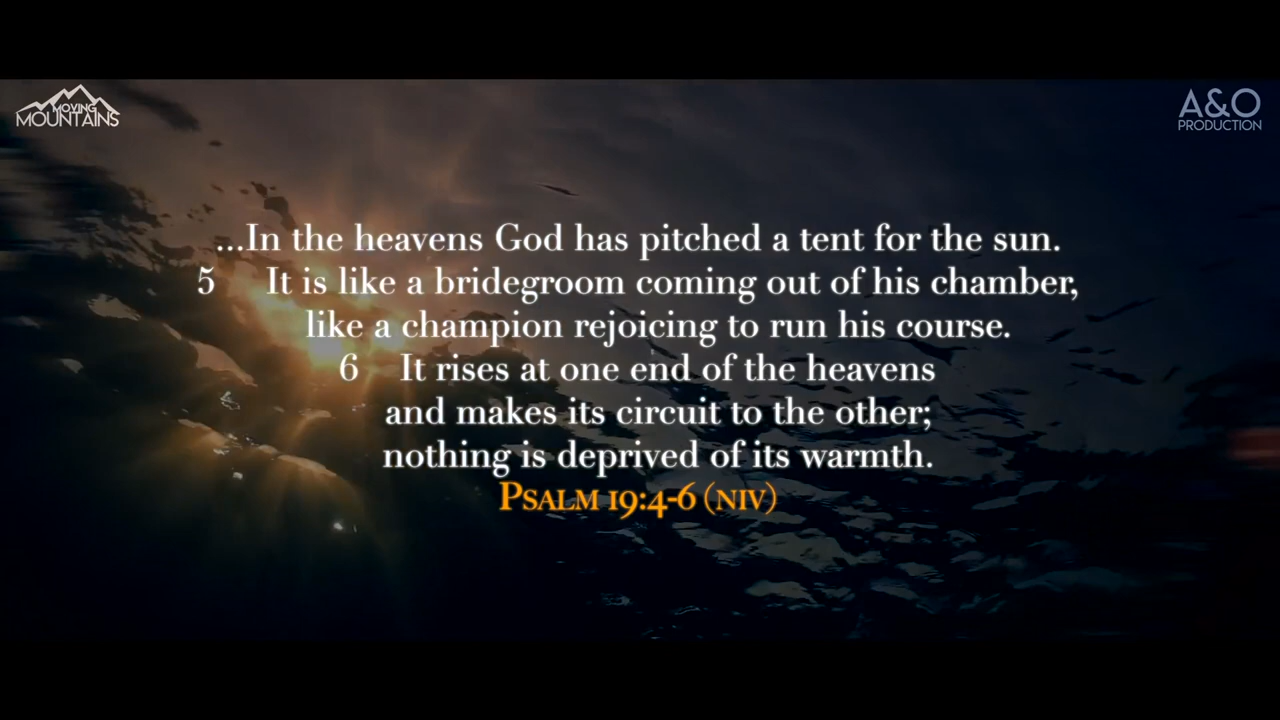 MOVING
MOUNTAINS
A&O
PRODUCTION
...In the heavens God has pitched a tent for the sun.
5 It is like a bridegroom coming out of his chamber,
like a champion rejoicing to run his course.
6 It rises at one end of the heavens
and makes its circuit to the other;
nothing is deprived of its warmth.
PSALM 19:4-6 (NIV)